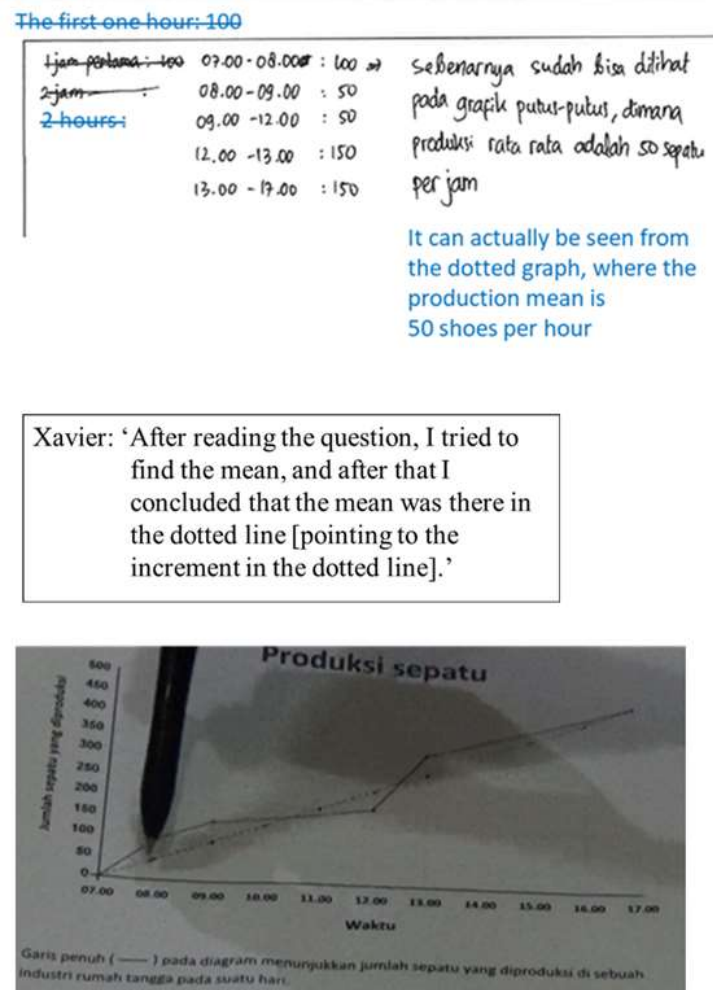 The first one hour: 100
1 jam pertama : 100 07.00 - 08.00 : 100 →
2 jam :
2 hours:
08.00 - 09.00 : 50
09.00 - 12.00 : 50
12.00 - 13.00 : 150
13.00 - 17.00 : 150
Sebenarnya sudah bisa dilihat
pada grafik putus-putus, dimana
produksi rata rata adalah 50 sepatu
per jam
It can actually be seen from
the dotted graph, where the
production mean is
50 shoes per hour
Xavier: ‘After reading the question, I tried to
find the mean, and after that I
concluded that the mean was there in
the dotted line [pointing to the
increment in the dotted line].’
Produksi sepatu
Jumlah sepatu yang diproduksi
500
450
400
350
300
250
200
150
100
50
0
07.00 08.00 09.00 10.00 11.00 12.00 13.00 14.00 15.00 16.00 17.00
Waktu
Garis penuh ( —— ) pada diagram menunjukkan jumlah sepatu yang diproduksi di sebuah
industri rumah tangga pada suatu hari.